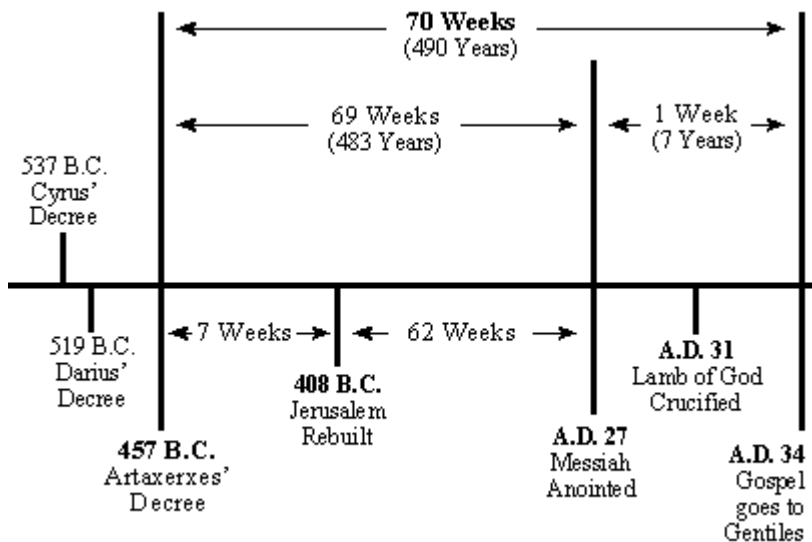 70 Weeks
(490 Years)
69 Weeks
(483 Years)
1 Week
(7 Years)
537 B.C.
Cyrus'
Decree
519 B.C.
Darius'
Decree
7 Weeks
62 Weeks
457 B.C.
Artaxerxes'
Decree
408 B.C.
Jerusalem
Rebuilt
A.D. 27
Messiah
Anointed
A.D. 31
Lamb of God
Crucified
A.D. 34
Gospel
goes to
Gentiles